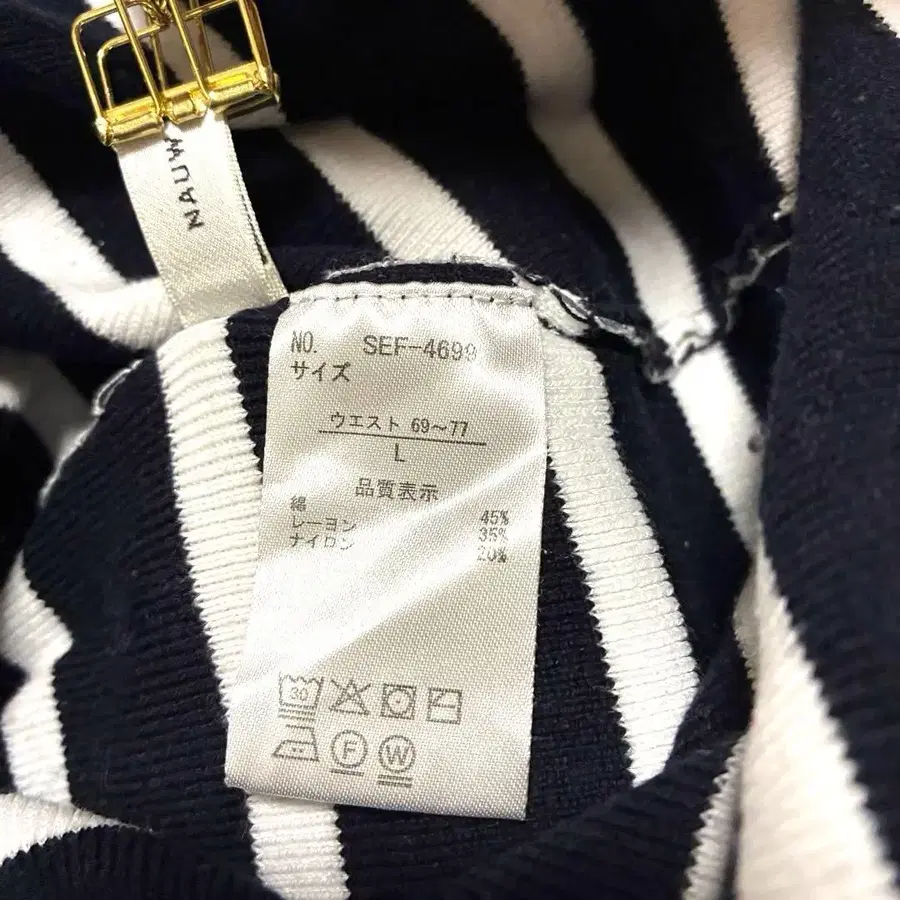 NAUW
NO. SEF-4699
サイズ
ウエスト 69〜77
L
品質表示
綿 45%
レーヨン 35%
ナイロン 20%
30
F W